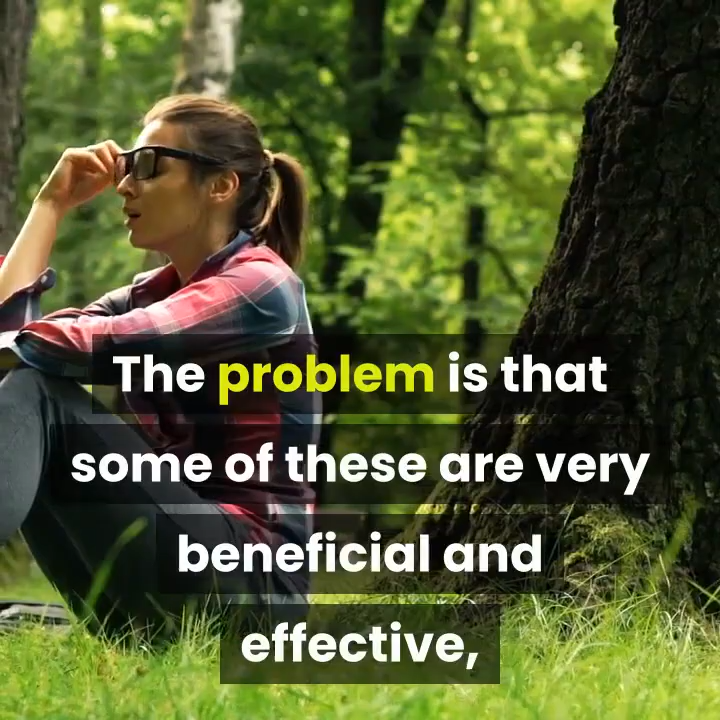 The problem is that
some of these are very
beneficial and
effective,